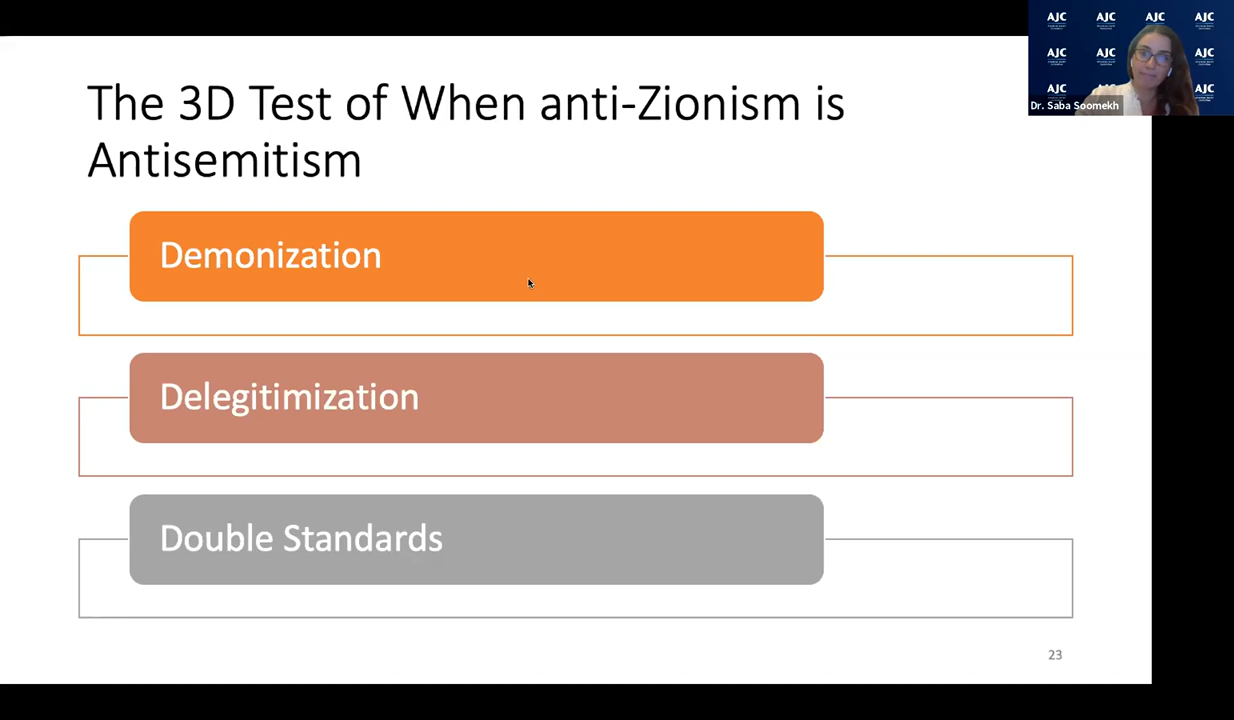 The 3D Test of When anti-Zionism is
Antisemitism
Demonization
Delegitimization
Double Standards
23
AJC
AJC
AJC
AJC
AJC
AJC
AJC
AJC
AJC
AJC
Dr. Saba Soomekh